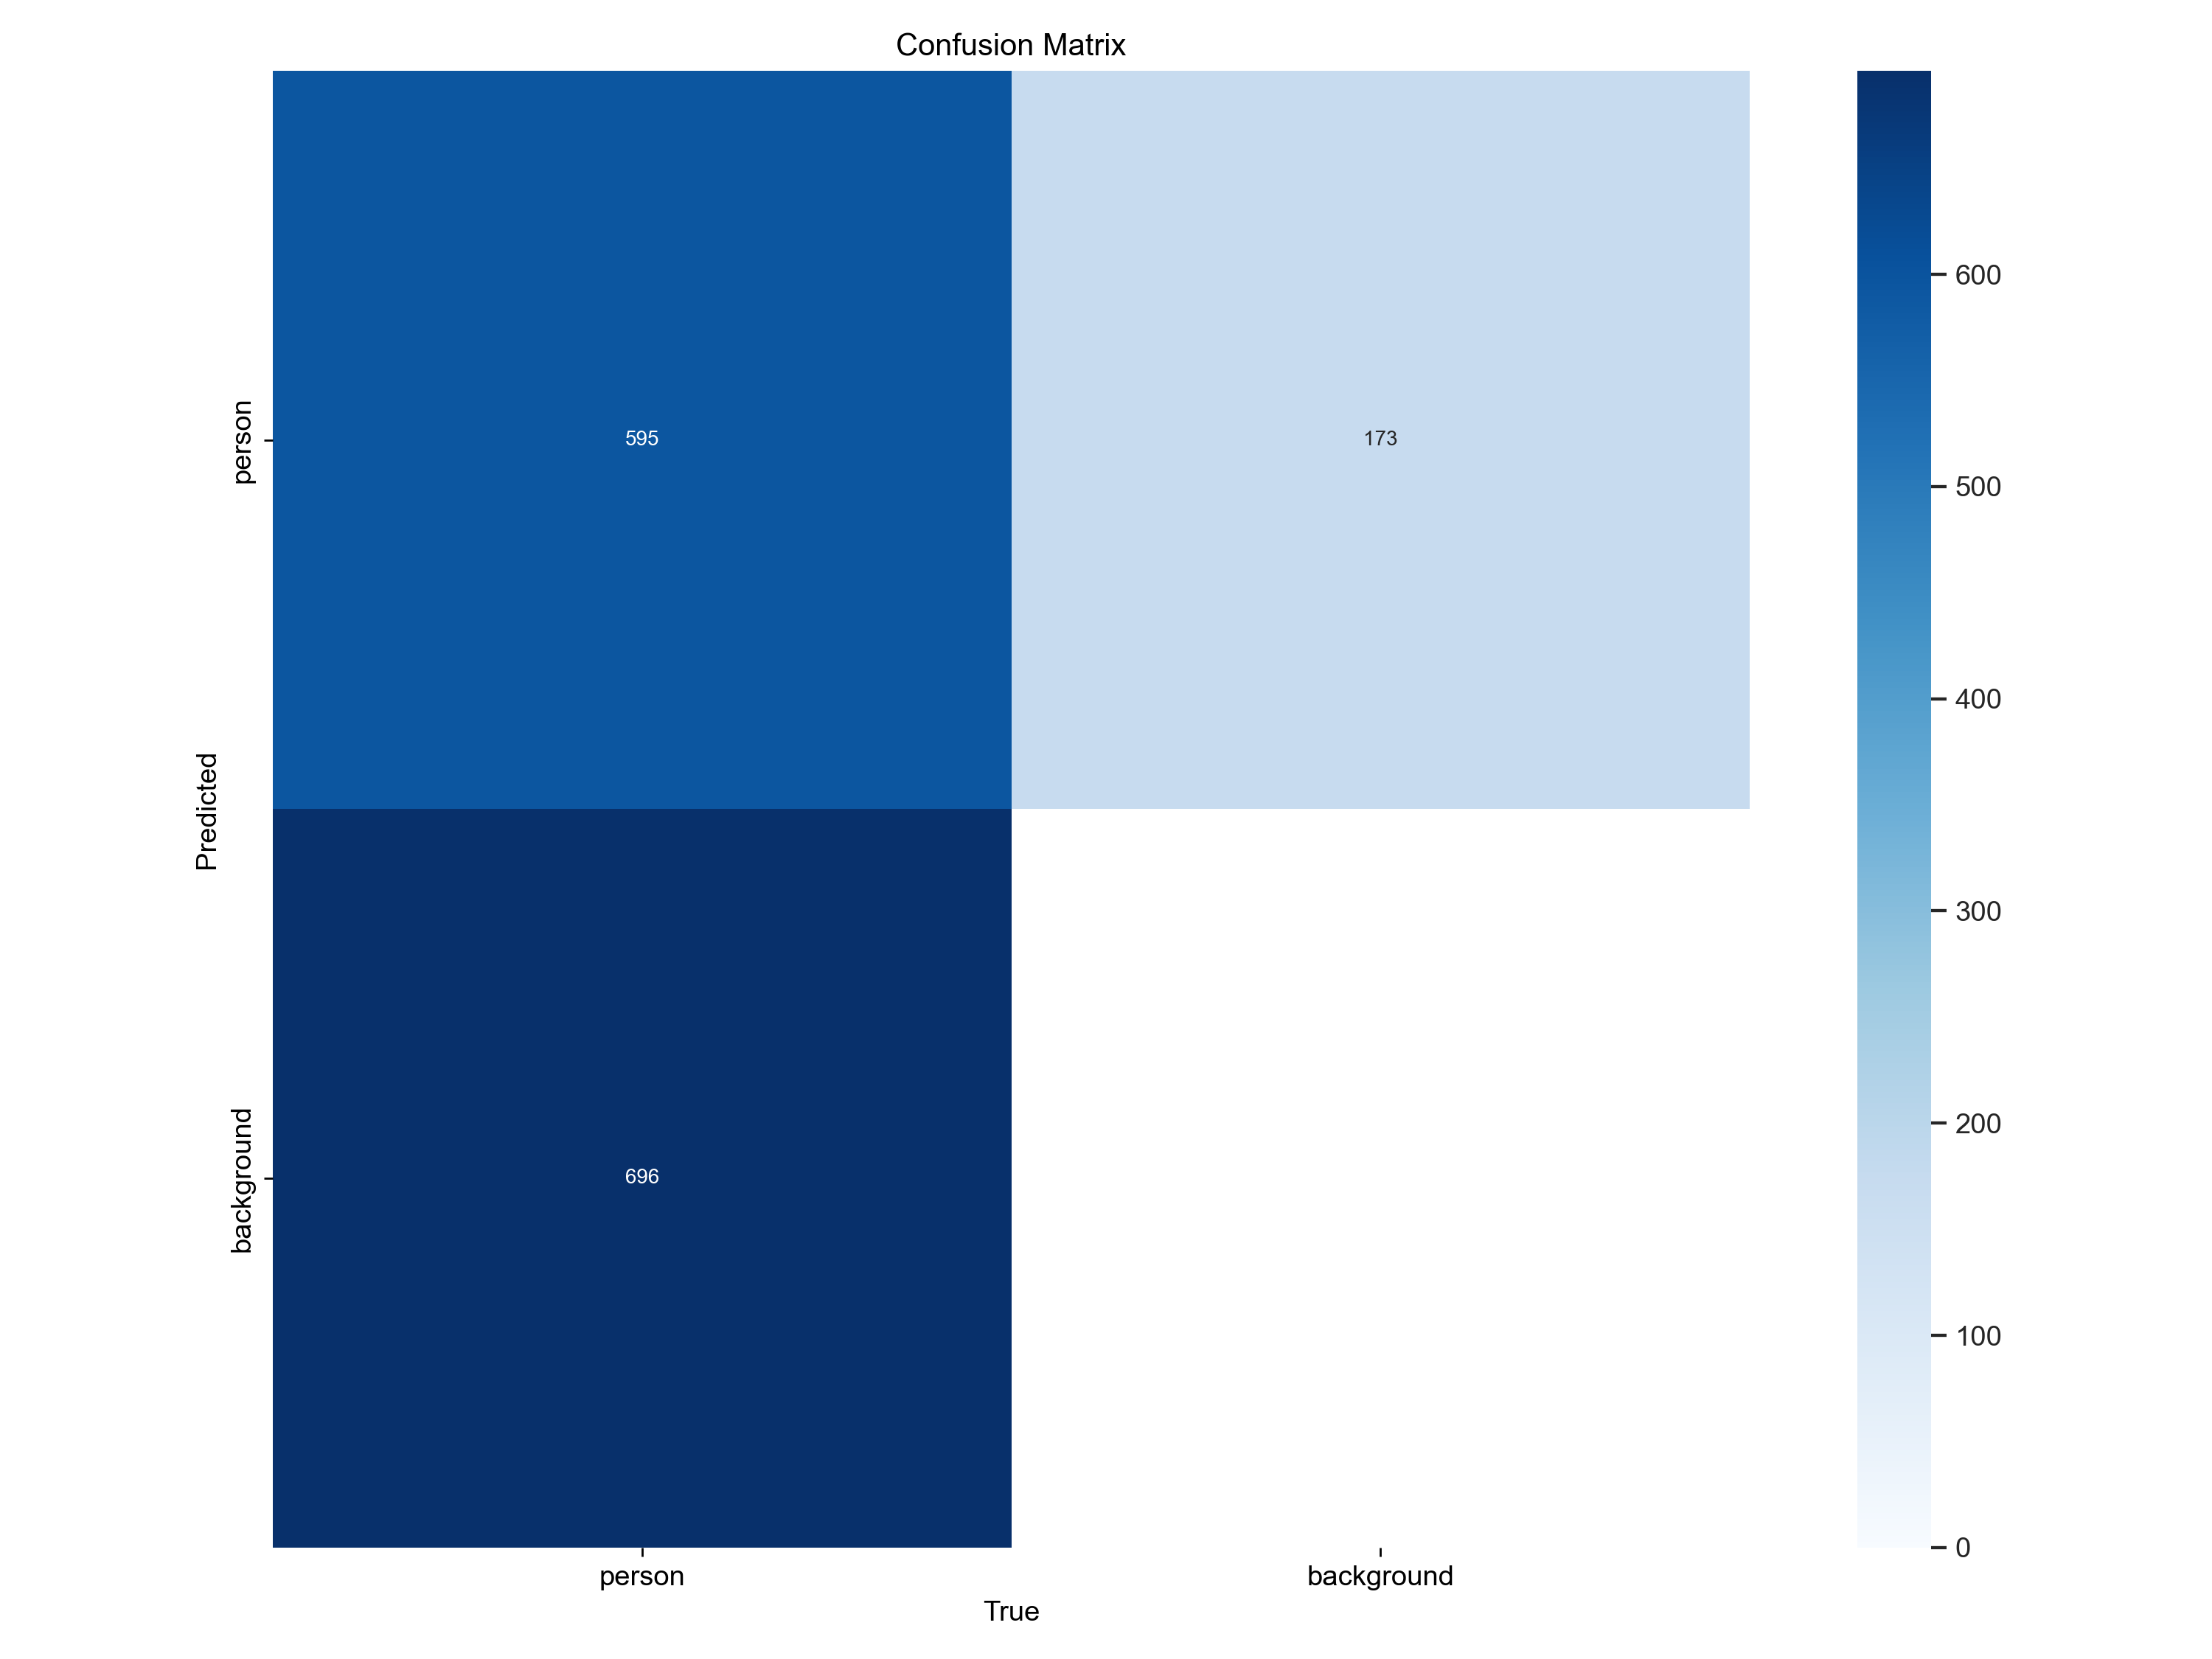 Confusion Matrix
person
595
173
Predicted
background
696
person
background
True
600
500
400
300
200
100
0